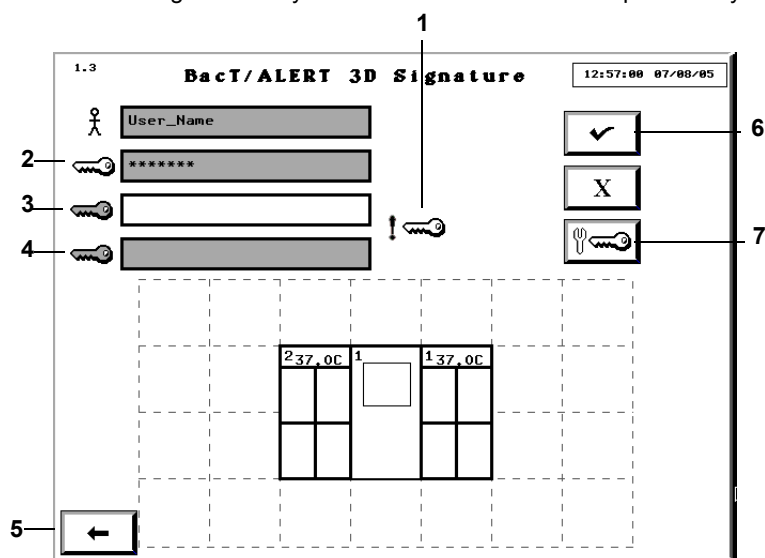 1
1.3 BacT/ALERT 3D Signature 12:57:00 07/08/05
User_Name
6
2 *******
3 X
! 7
4
2 37.0C 1 1 37.0C
5